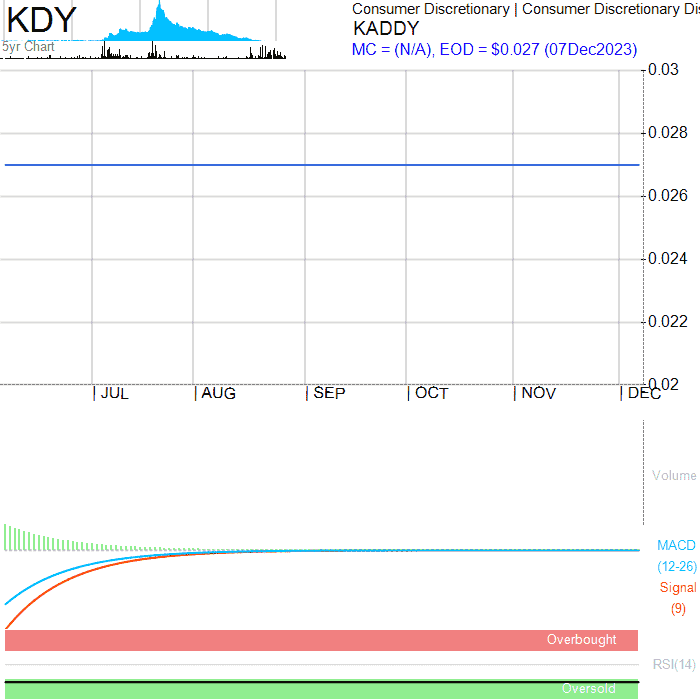 KDY
5yr Chart
Consumer Discretionary | Consumer Discretionary Dis
KADDY
MC = (N/A), EOD = $0.027 (07Dec2023)
0.03
0.028
0.026
0.024
0.022
0.02
JUL AUG SEP OCT NOV DEC
Volume
MACD
(12-26)
Signal
(9)
Overbought
RSI(14)
Oversold